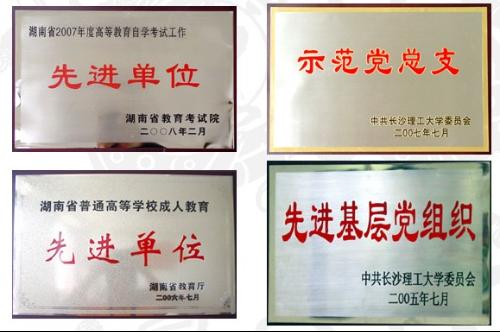 湖南省2007年度高等教育自学考试工作
先进单位
湖南省教育考试院
二〇〇八年二月
示范党总支
中共长沙理工大学委员会
二〇〇七年七月
湖南省普通高等学校成人教育
先进单位
湖南省教育厅
二〇〇六年七月
先进基层党组织
中共长沙理工大学委员会
二〇〇五年七月